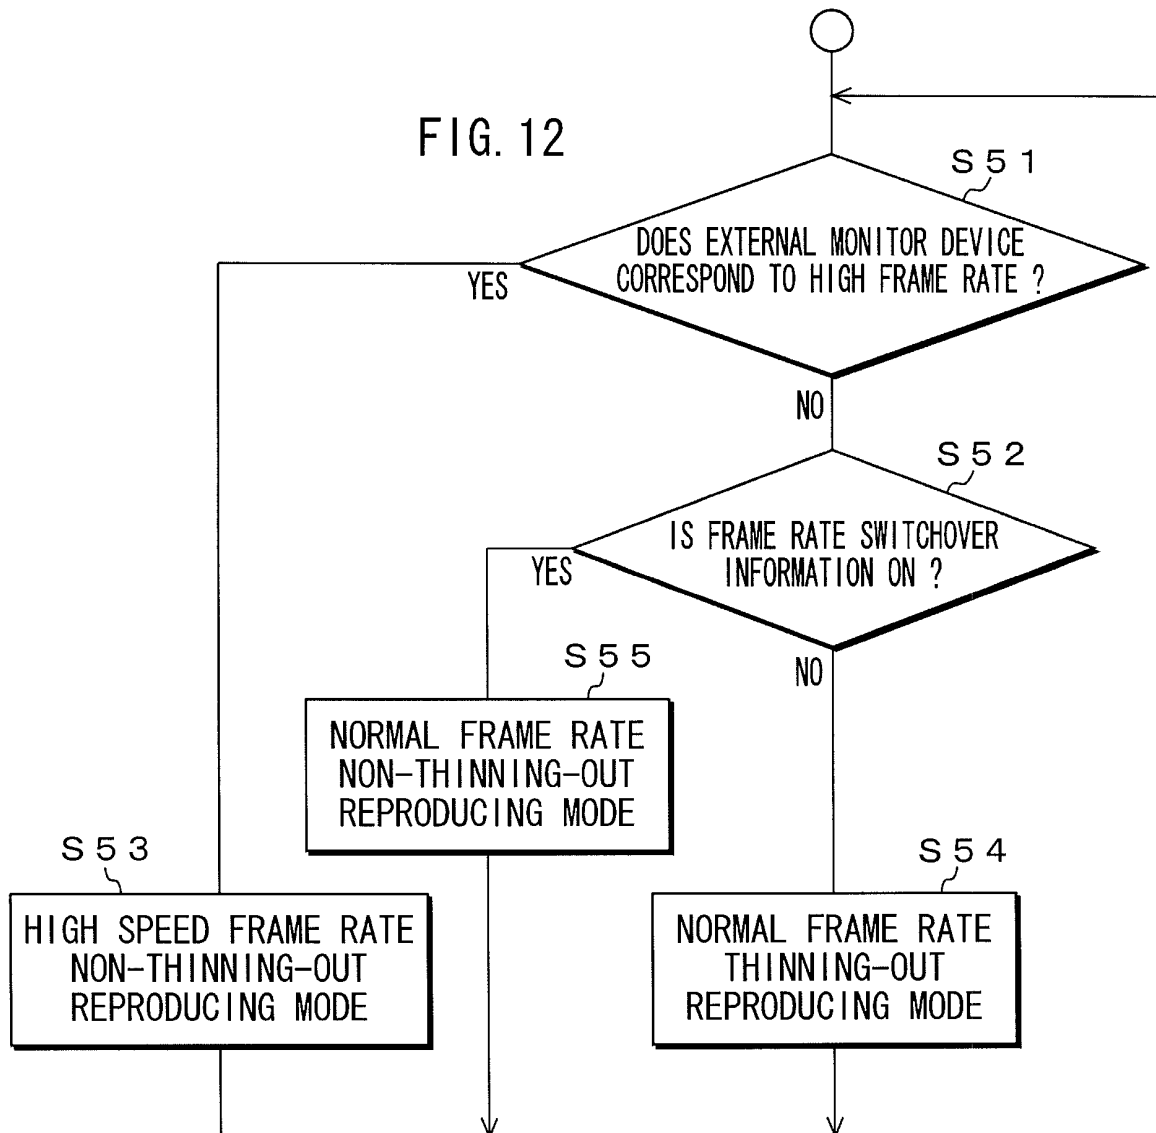 FIG. 12
S51
DOES EXTERNAL MONITOR DEVICE
CORRESPOND TO HIGH FRAME RATE ?
YES
NO
S52
IS FRAME RATE SWITCHOVER
INFORMATION ON ?
YES
NO
S55
NORMAL FRAME RATE
NON-THINNING-OUT
REPRODUCING MODE
S53
HIGH SPEED FRAME RATE
NON-THINNING-OUT
REPRODUCING MODE
S54
NORMAL FRAME RATE
THINNING-OUT
REPRODUCING MODE